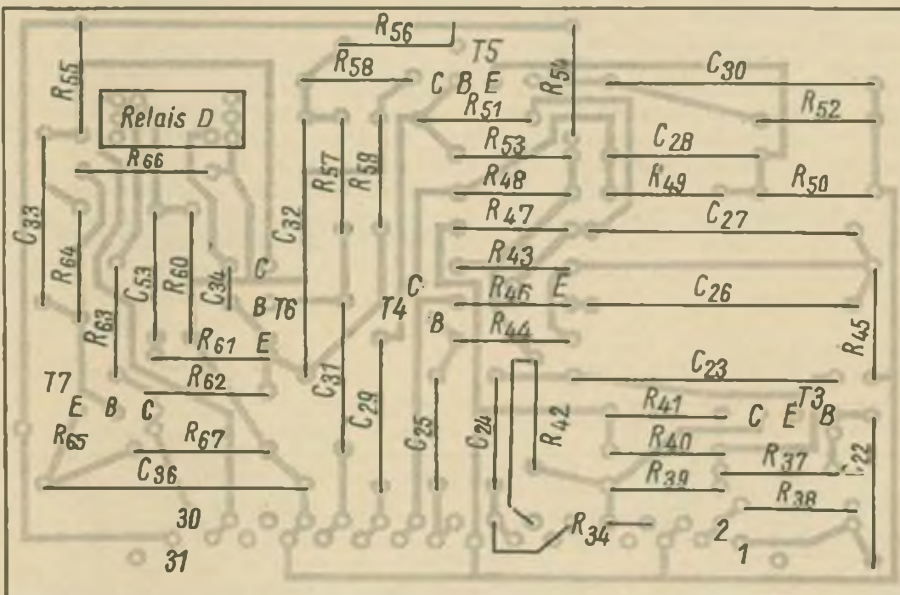 R56
T5
R58
C30
R65
R54
C B E
R51
R52
Relais D
R53
C28
R66
R57
R59
R48
R49
R50
C33
C32
R47
C27
R64
C53
R60
C34
C
R43
B T6
T4
C
R46
E
C26
R45
R63
B
R44
R61
E
C31
C29
C25
C24
R42
C23
T7
R62
R41
T3
E B C
C E B
R65
R67
R40
R37
C22
C36
R39
R38
30
R34
2
31
1